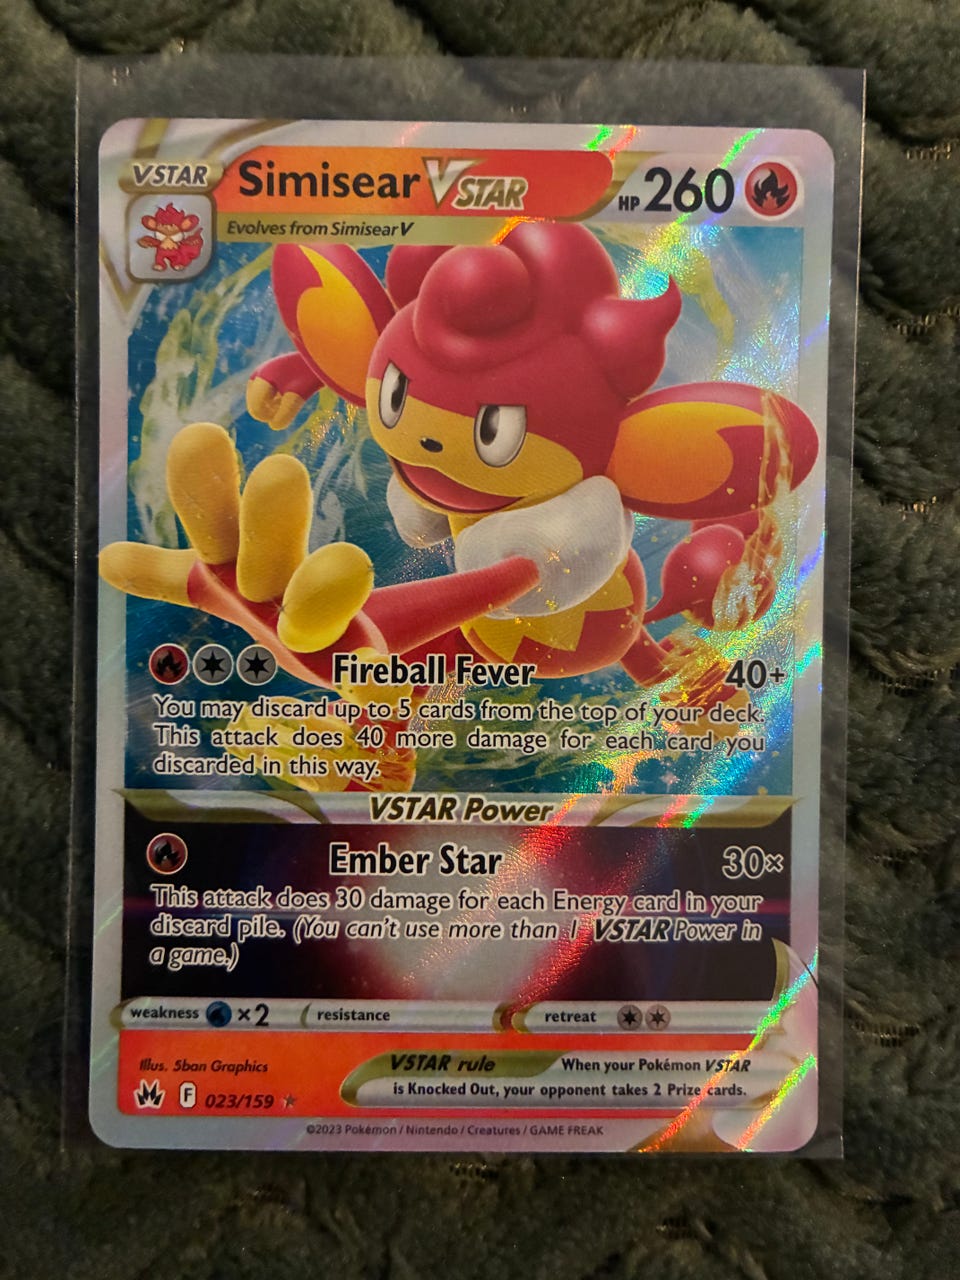 VSTAR
Simisear VSTAR
HP 260
Evolves from Simisear V
Fireball Fever 40+
You may discard up to 5 cards from the top of your deck.
This attack does 40 more damage for each card you
discarded in this way.
VSTAR Power
Ember Star 30×
This attack does 30 damage for each Energy card in your
discard pile. (You can't use more than 1 VSTAR Power in
a game.)
weakness ×2 resistance retreat
Illus. 5ban Graphics
VSTAR rule When your Pokémon VSTAR
is Knocked Out, your opponent takes 2 Prize cards.
F 023/159
©2023 Pokémon / Nintendo / Creatures / GAME FREAK